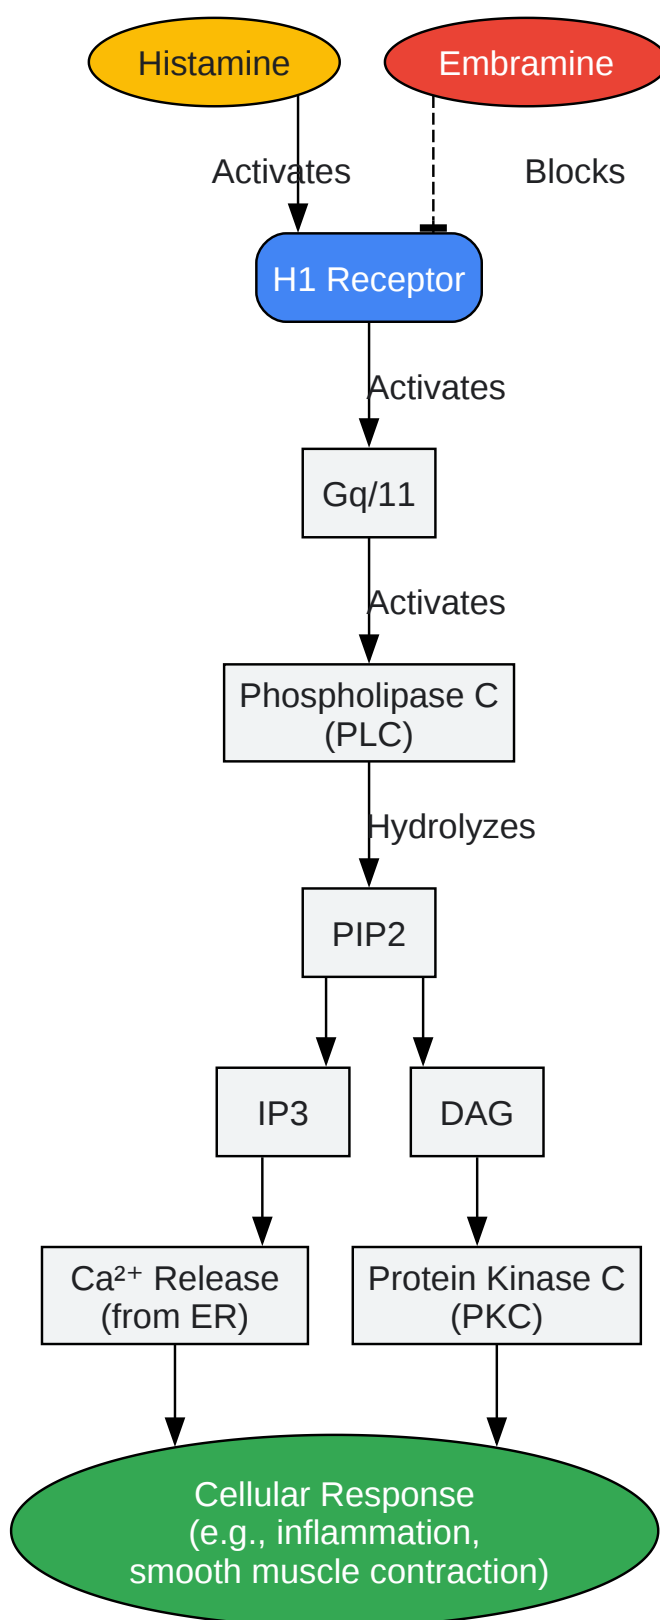 Histamine
Embramine
Activates
Blocks
H1 Receptor
Activates
Gq/11
Activates
Phospholipase C
(PLC)
Hydrolyzes
PIP2
IP3
DAG
Ca²⁺ Release
(from ER)
Protein Kinase C
(PKC)
Cellular Response
(e.g., inflammation,
smooth muscle contraction)